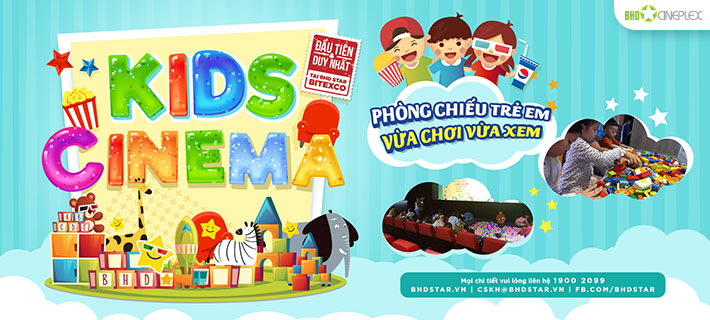 BHD CINEPLEX
KIDS
CINEMA
ĐẦU TIÊN
& DUY NHẤT
TẠI BHD STAR
BITEXCO
PHÒNG CHIẾU TRẺ EM
VỪA CHƠI VỪA XEM
BHD
Mọi chi tiết vui lòng liên hệ 1900 2099
BHDSTAR.VN | CSKH@BHDSTAR.VN | FB.COM/BHDSTAR